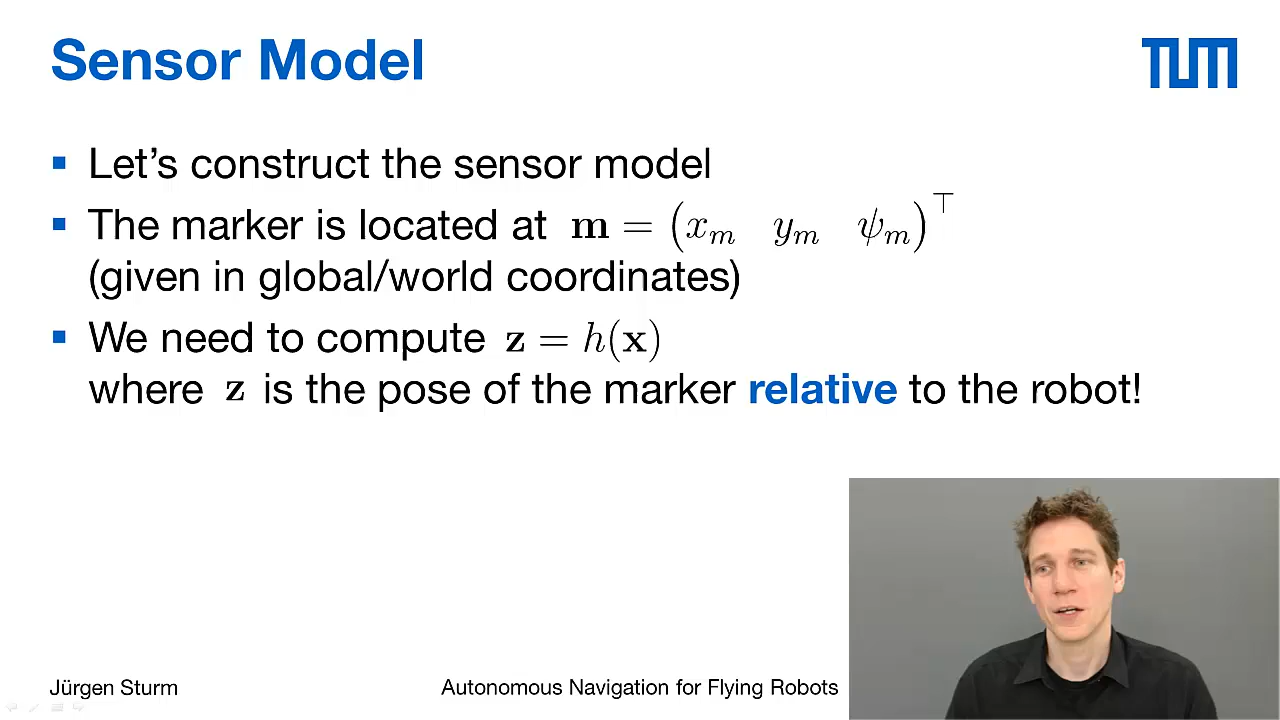 Sensor Model
TUM
Let's construct the sensor model
The marker is located at m = (x_m y_m ψ_m)^⊤
(given in global/world coordinates)
We need to compute z = h(x)
where z is the pose of the marker relative to the robot!
Jürgen Sturm
Autonomous Navigation for Flying Robots